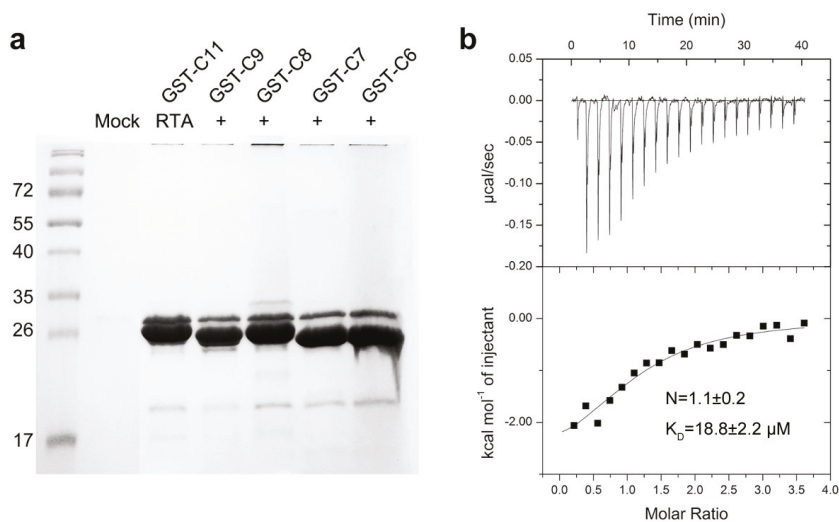 a
GST-C11
GST-C9
GST-C8
GST-C7
GST-C6
Mock RTA + + + +
72
55
40
35
26
17
b
Time (min)
0 10 20 30 40
0.05
0.00
-0.05
-0.10
-0.15
-0.20
µcal/sec
0.00
-2.00
kcal mol⁻¹ of injectant
N=1.1±0.2
K_D=18.8±2.2 µM
0.0 0.5 1.0 1.5 2.0 2.5 3.0 3.5 4.0
Molar Ratio